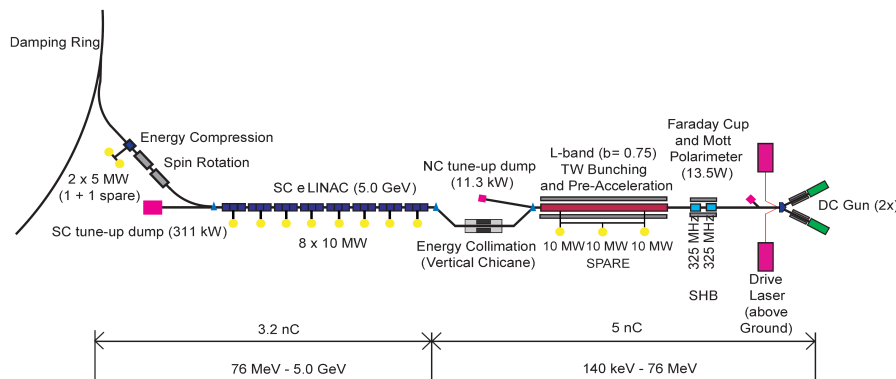 Damping Ring
Energy Compression
Spin Rotation
2 x 5 MW
(1 + 1 spare)
SC tune-up dump (311 kW)
SC e LINAC (5.0 GeV)
8 x 10 MW
NC tune-up dump
(11.3 kW)
Energy Collimation
(Vertical Chicane)
L-band (b= 0.75)
TW Bunching
and Pre-Acceleration
10 MW 10 MW 10 MW
SPARE
Faraday Cup
and Mott
Polarimeter
(13.5W)
325 MHz
325 MHz
SHB
DC Gun (2x)
Drive
Laser
(above
Ground)
3.2 nC
5 nC
76 MeV - 5.0 GeV
140 keV - 76 MeV